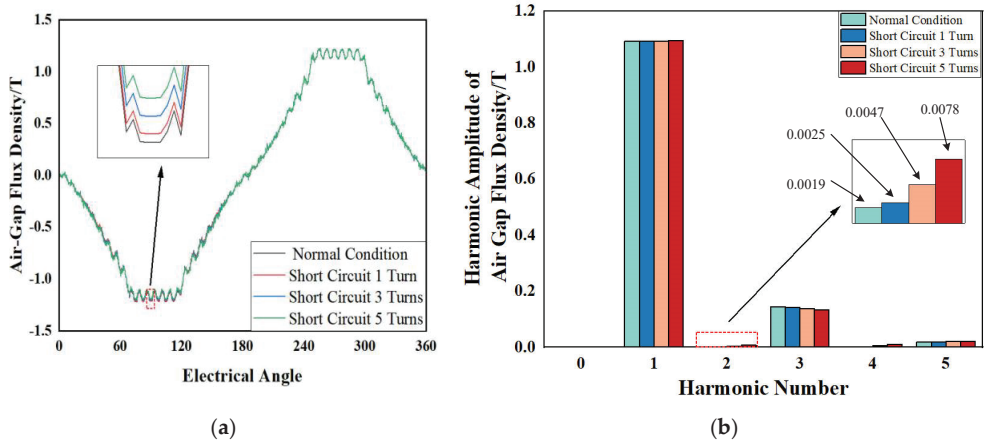 1.5
1.0
0.5
0.0
-0.5
-1.0
-1.5
Air-Gap Flux Density/T
Normal Condition
Short Circuit 1 Turn
Short Circuit 3 Turns
Short Circuit 5 Turns
0 60 120 180 240 300 360
Electrical Angle
(a)
1.2
1.0
0.8
0.6
0.4
0.2
0.0
Harmonic Amplitude of
Air Gap Flux Density/T
Normal Condition
Short Circuit 1 Turn
Short Circuit 3 Turns
Short Circuit 5 Turns
0.0078
0.0047
0.0025
0.0019
0 1 2 3 4 5
Harmonic Number
(b)